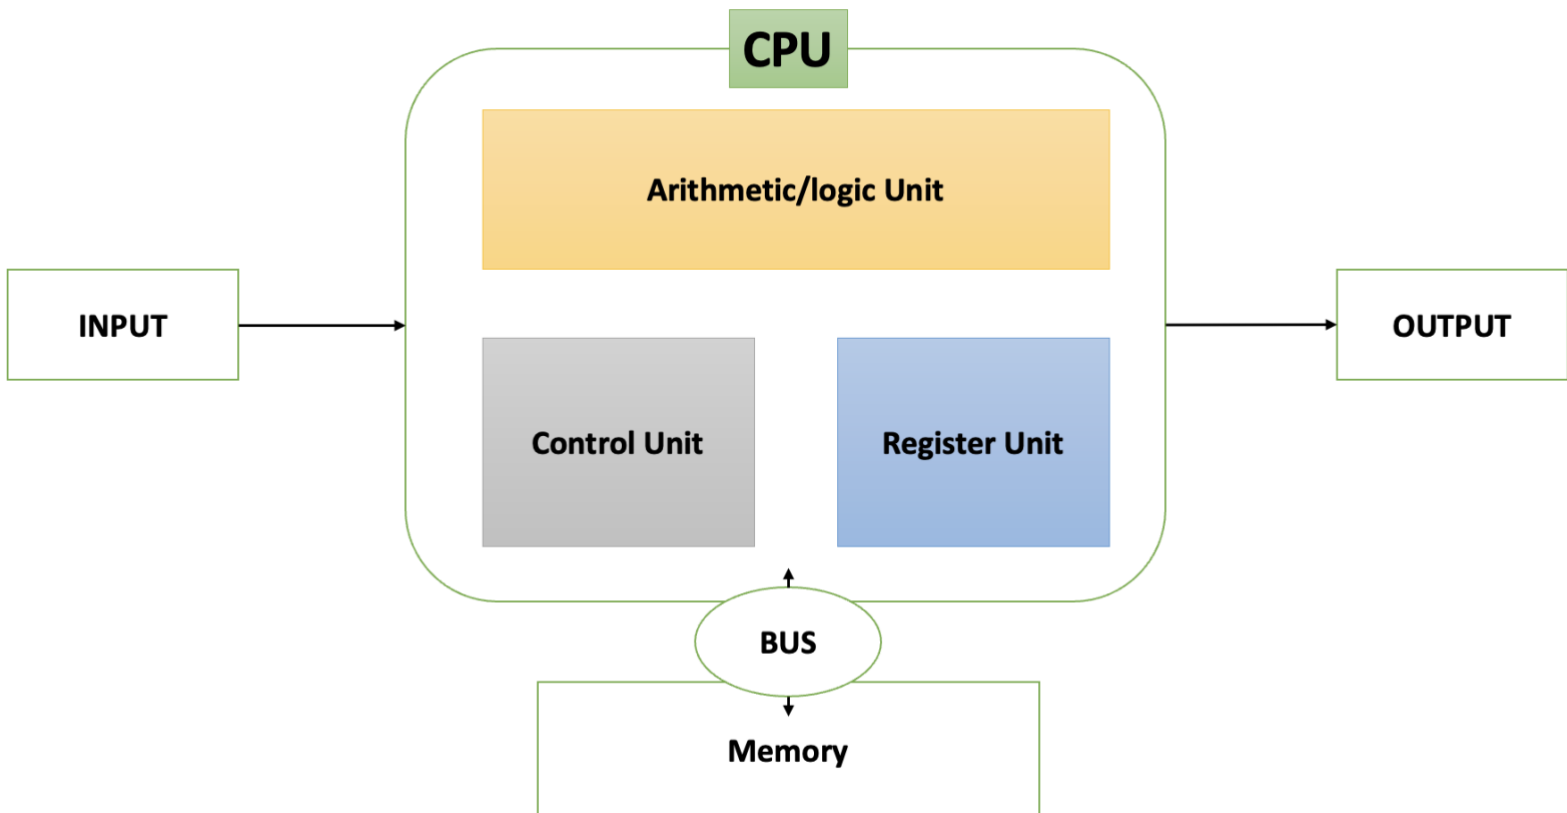 CPU
Arithmetic/logic Unit
INPUT
OUTPUT
Control Unit
Register Unit
BUS
Memory